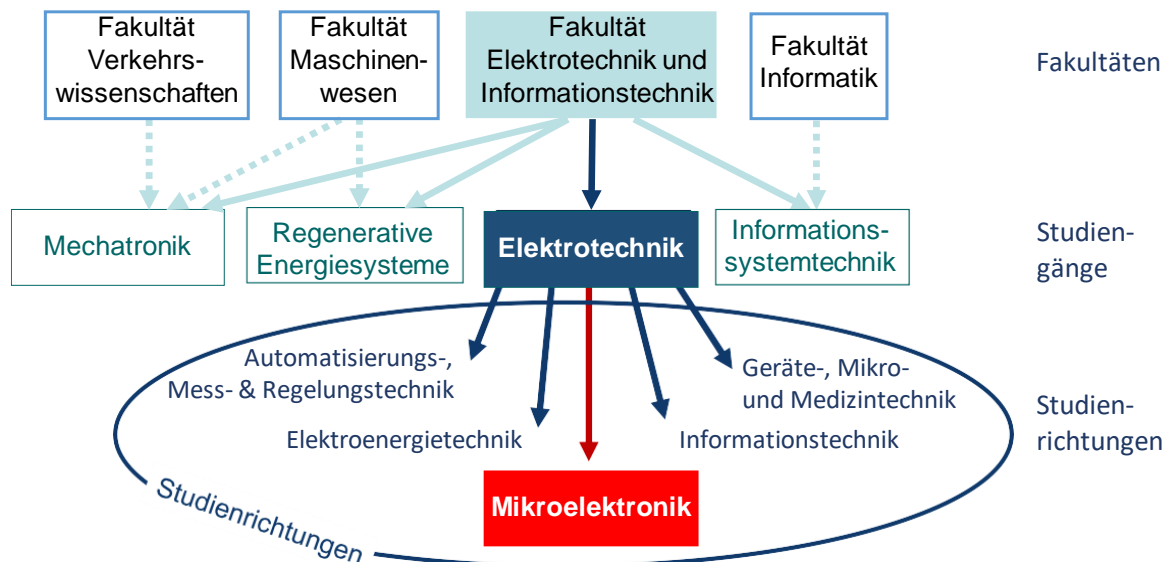 Fakultät
Verkehrs-
wissenschaften
Fakultät
Maschinen-
wesen
Fakultät
Elektrotechnik und
Informationstechnik
Fakultät
Informatik
Fakultäten
Mechatronik
Regenerative
Energiesysteme
Elektrotechnik
Informations-
systemtechnik
Studien-
gänge
Automatisierungs-,
Mess- & Regelungstechnik
Geräte-, Mikro-
und Medizintechnik
Elektroenergietechnik
Informationstechnik
Studien-
richtungen
Mikroelektronik
Studienrichtungen